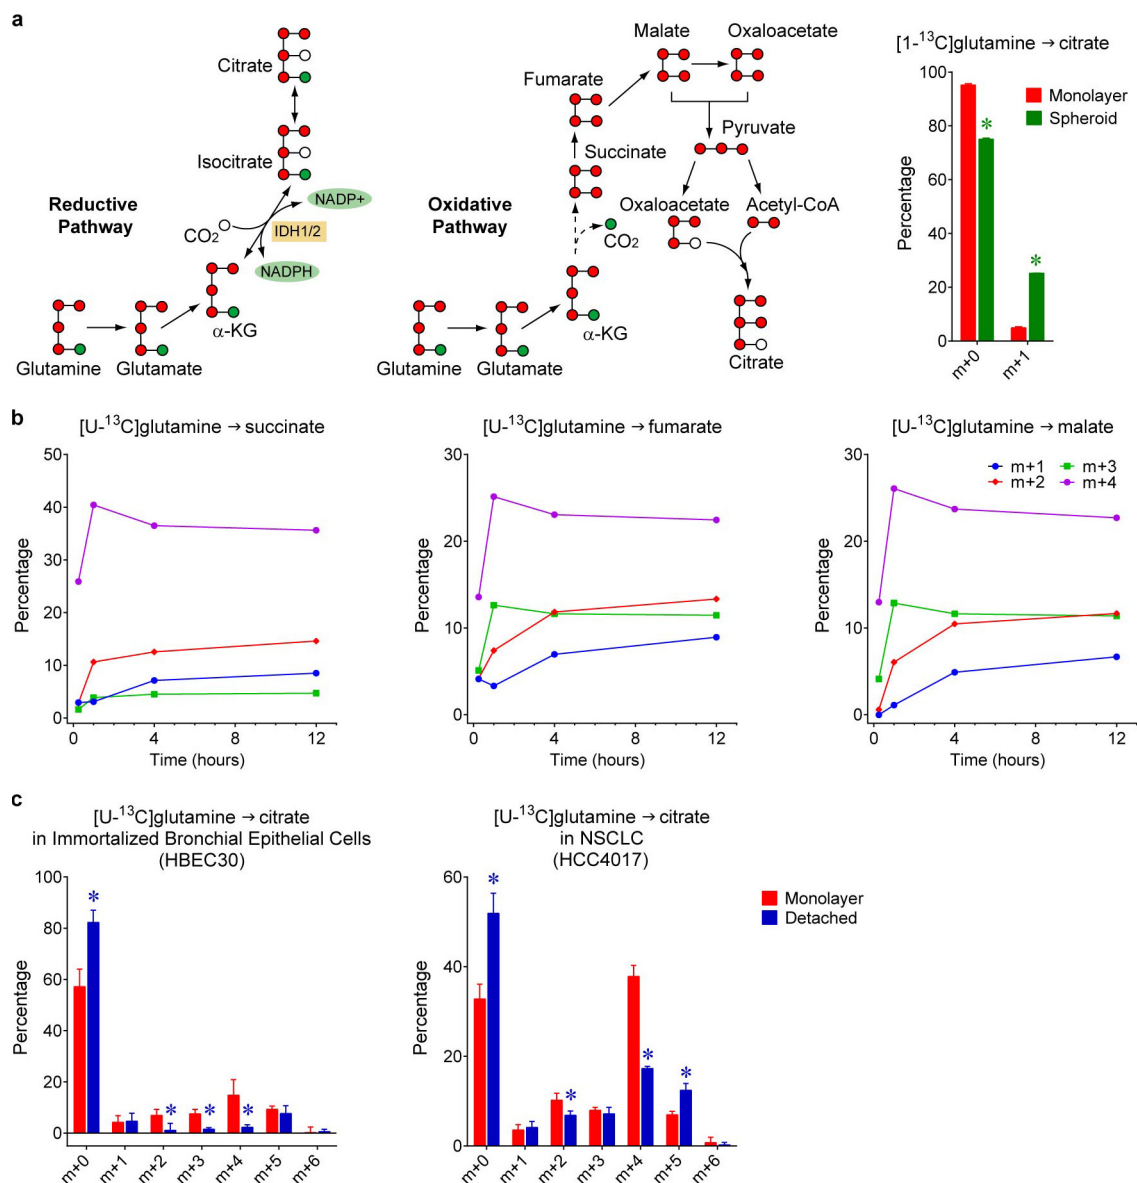 a
Citrate
Isocitrate
Reductive
Pathway
NADP+
CO2
IDH1/2
NADPH
α-KG
Glutamine
Glutamate
Malate
Oxaloacetate
Fumarate
Pyruvate
Succinate
Oxidative
Pathway
Oxaloacetate
Acetyl-CoA
CO2
α-KG
Glutamine
Glutamate
Citrate
[1-13C]glutamine → citrate
Monolayer
Spheroid
Percentage
100
80
60
40
20
0
*
*
m+0
m+1
b
[U-13C]glutamine → succinate
Percentage
50
40
30
20
10
0
0 4 8 12
Time (hours)
[U-13C]glutamine → fumarate
Percentage
30
20
10
0
0 4 8 12
Time (hours)
[U-13C]glutamine → malate
m+1 m+3
m+2 m+4
Percentage
30
20
10
0
0 4 8 12
Time (hours)
c
[U-13C]glutamine → citrate
in Immortalized Bronchial Epithelial Cells
(HBEC30)
Percentage
100
80
60
40
20
0
*
* * *
m+0 m+1 m+2 m+3 m+4 m+5 m+6
[U-13C]glutamine → citrate
in NSCLC
(HCC4017)
Percentage
60
40
20
0
*
* * *
m+0 m+1 m+2 m+3 m+4 m+5 m+6
Monolayer
Detached